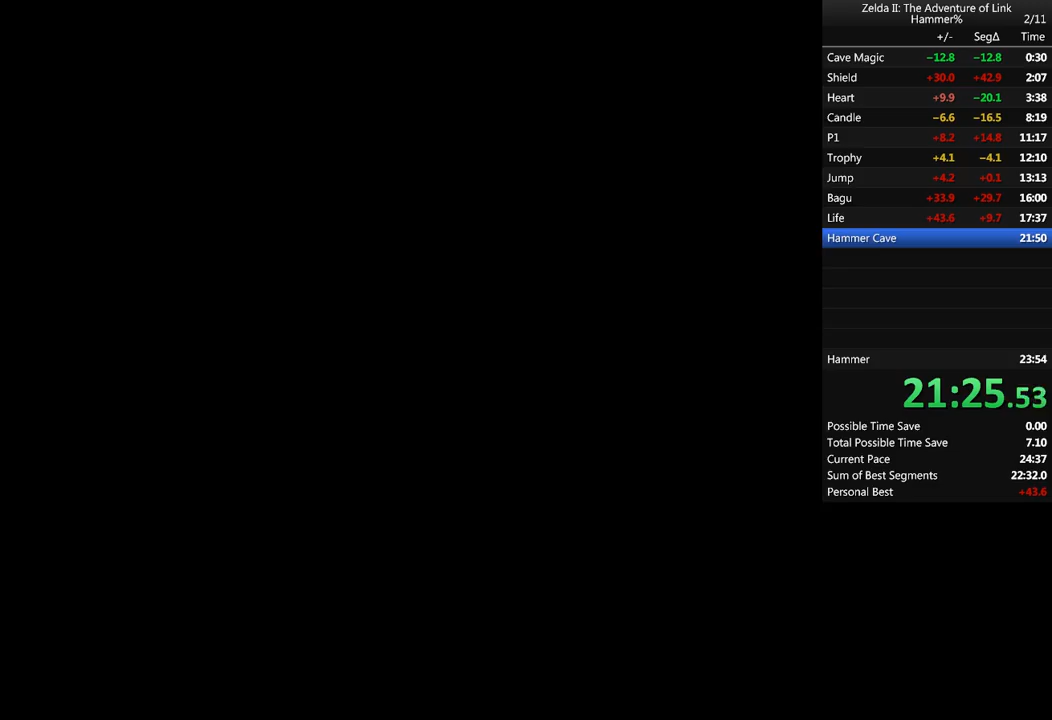 Zelda II: The Adventure of Link
Hammer% 2/11
+/- SegΔ Time
Cave Magic −12.8 −12.8 0:30
Shield +30.0 +42.9 2:07
Heart +9.9 −20.1 3:38
Candle −6.6 −16.5 8:19
P1 +8.2 +14.8 11:17
Trophy +4.1 −4.1 12:10
Jump +4.2 +0.1 13:13
Bagu +33.9 +29.7 16:00
Life +43.6 +9.7 17:37
Hammer Cave 21:50
Hammer 23:54
21:25.53
Possible Time Save 0.00
Total Possible Time Save 7.10
Current Pace 24:37
Sum of Best Segments 22:32.0
Personal Best +43.6